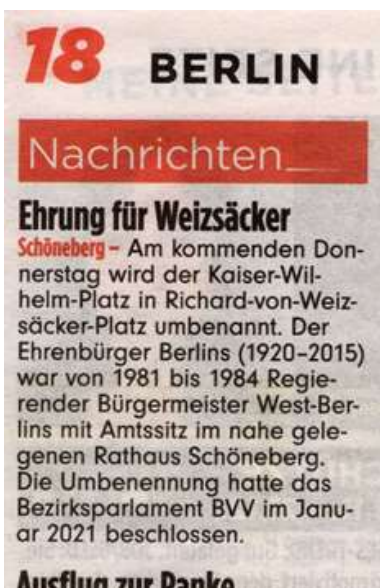 18 BERLIN
Nachrichten
Ehrung für Weizsäcker
Schöneberg – Am kommenden Don-
nerstag wird der Kaiser-Wil-
helm-Platz in Richard-von-Weiz-
säcker-Platz umbenannt. Der
Ehrenbürger Berlins (1920–2015)
war von 1981 bis 1984 Regie-
render Bürgermeister West-Ber-
lins mit Amtssitz im nahe gele-
genen Rathaus Schöneberg.
Die Umbenennung hatte das
Bezirksparlament BVV im Janu-
ar 2021 beschlossen.
Ausflug zur Panke